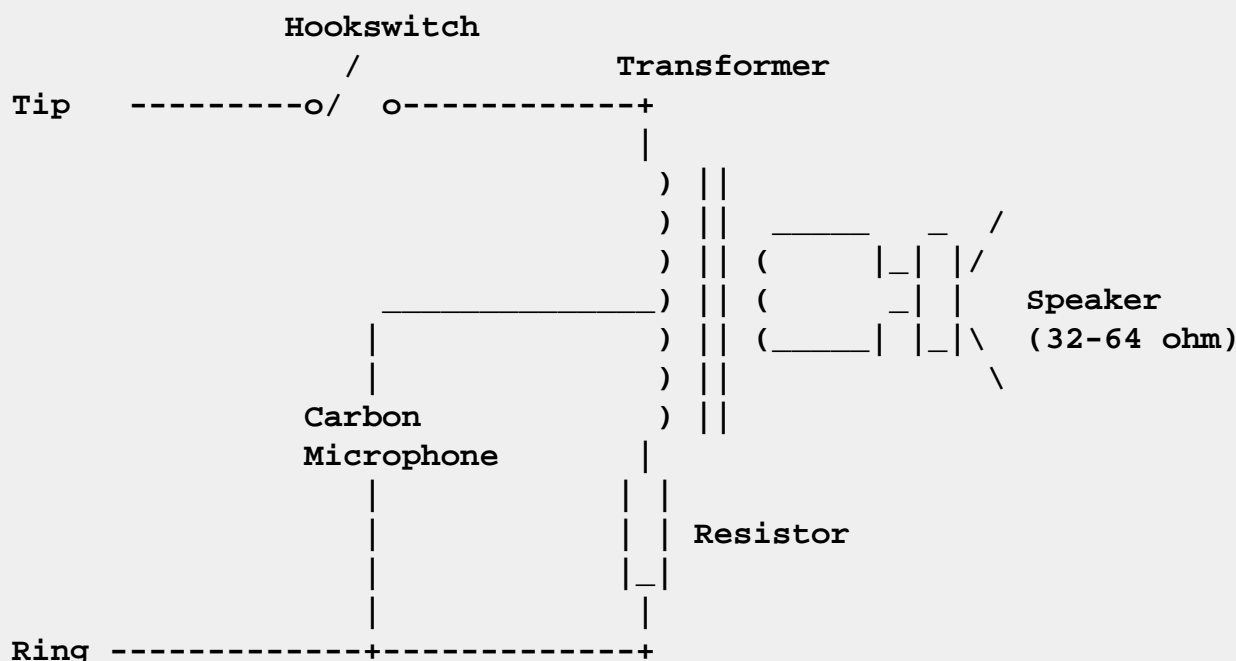 Hookswitch
Transformer
Tip
Speaker
(32-64 ohm)
Carbon
Microphone
Resistor
Ring